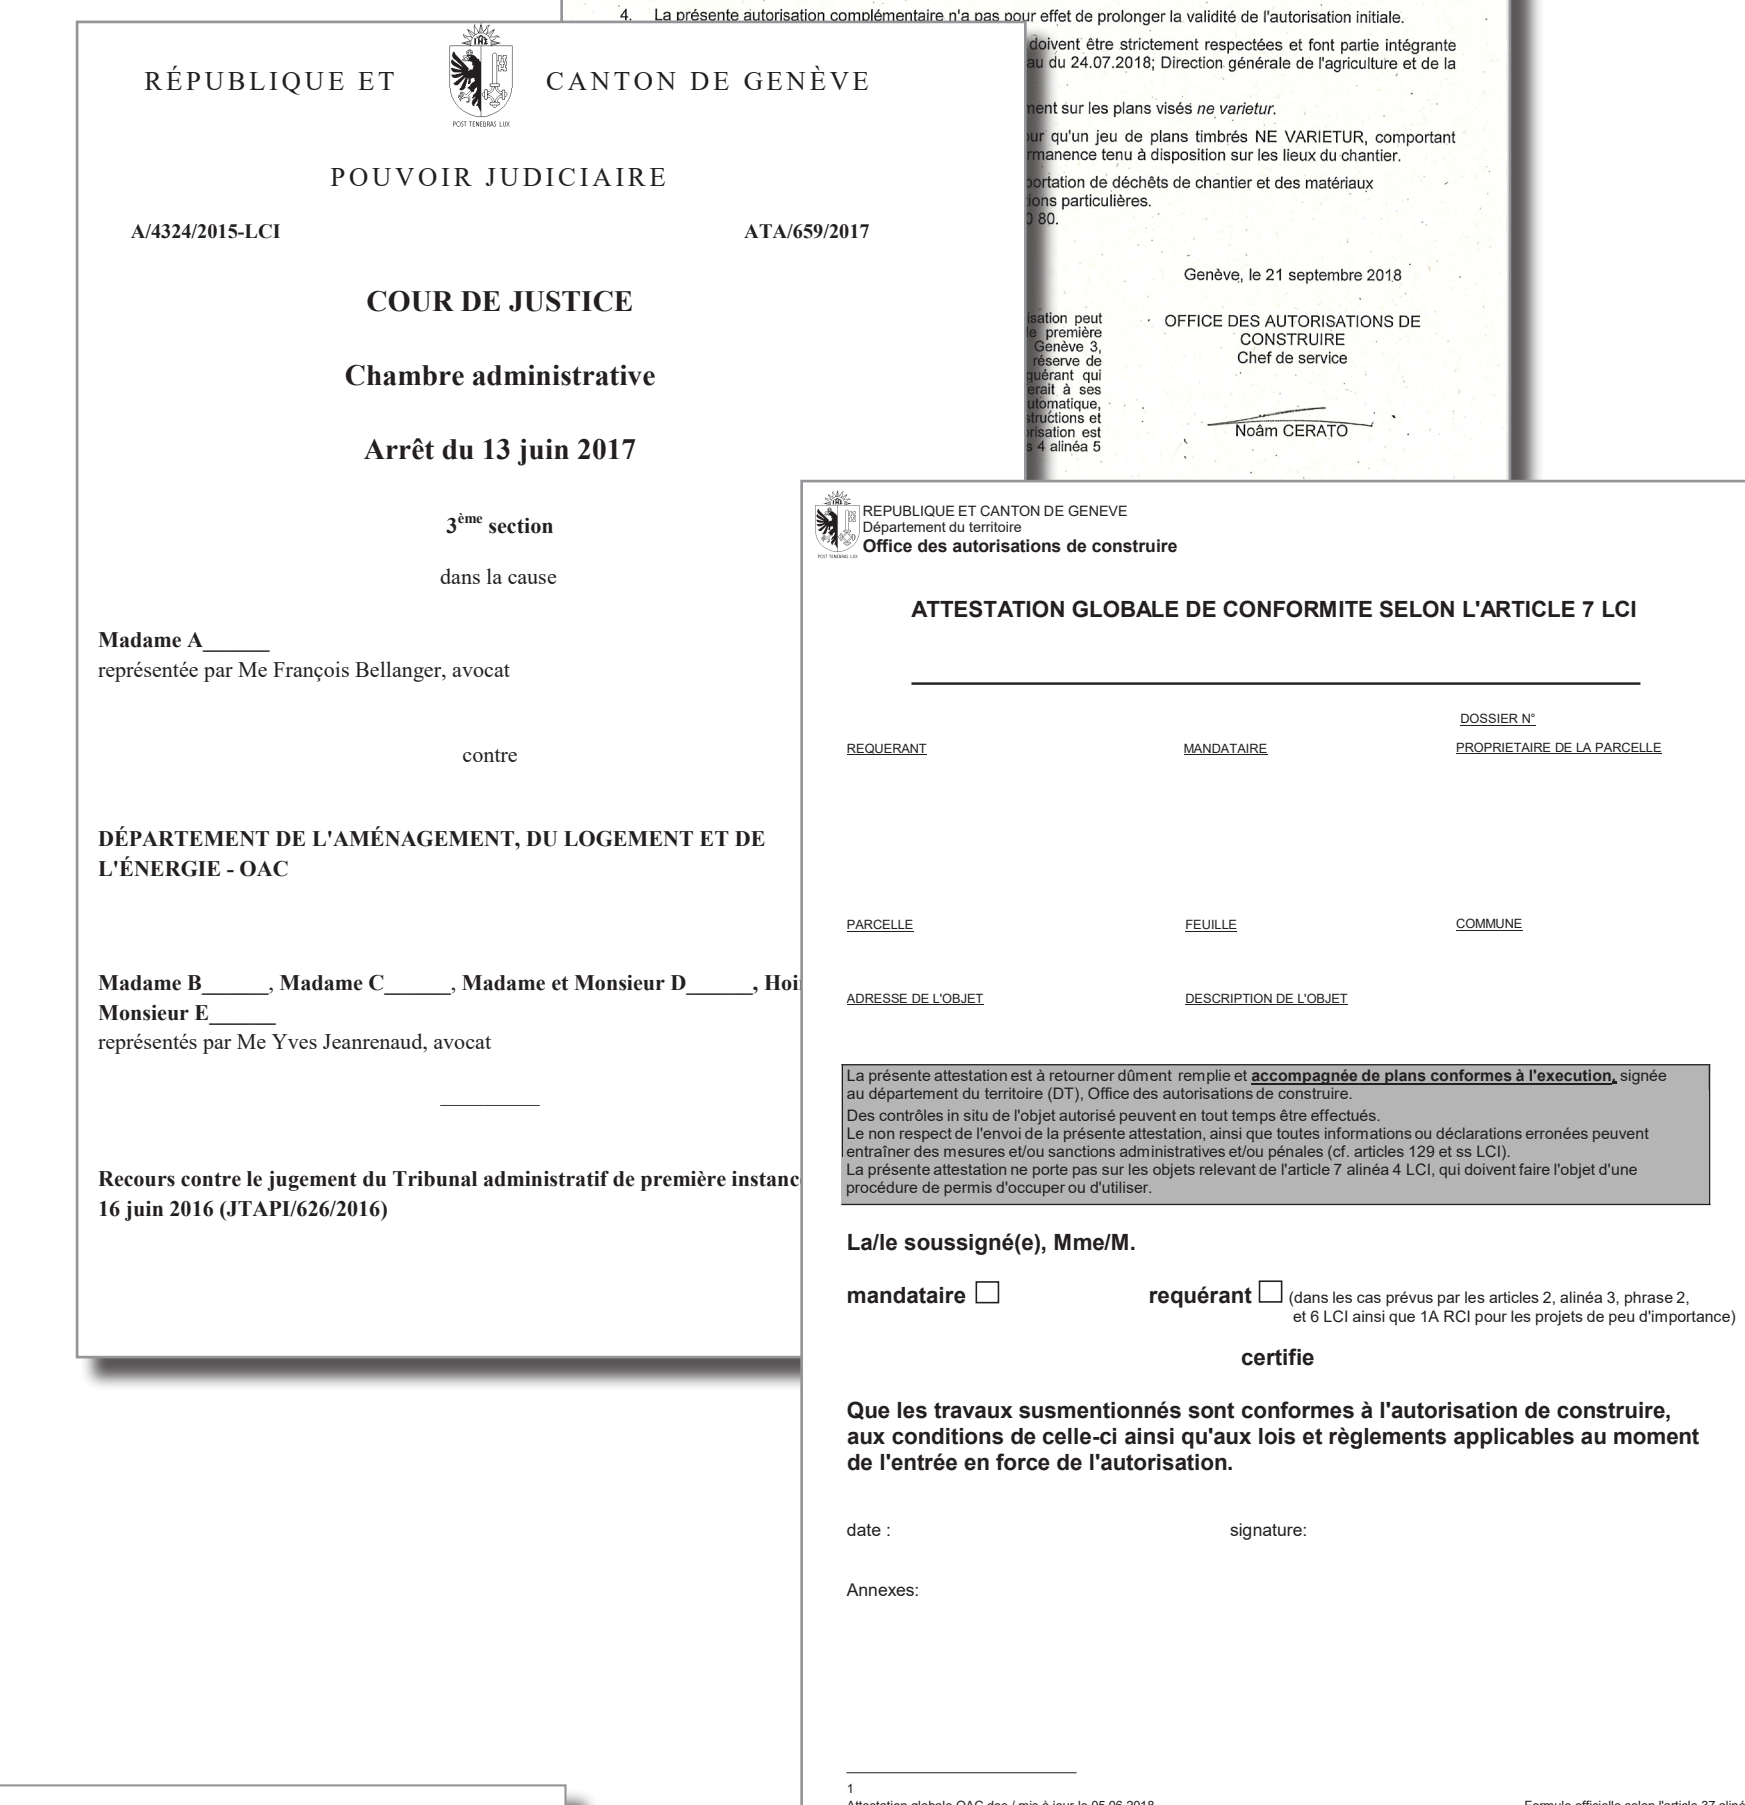 4. La présente autorisation complémentaire n'a pas pour effet de prolonger la validité de l'autorisation initiale.
doivent être strictement respectées et font partie intégrante
au du 24.07.2018; Direction générale de l'agriculture et de la
sur les plans visés ne varietur.
qu'un jeu de plans timbrés NE VARIETUR, comportant
tenu à disposition sur les lieux du chantier.
de déchêts de chantier et des matériaux
particulières.
80.
Genève, le 21 septembre 2018
peut
première
Genève 3,
réserve de
qui
à ses
et
est
4 alinéa 5
OFFICE DES AUTORISATIONS DE
CONSTRUIRE
Chef de service
Noâm CERATO
RÉPUBLIQUE ET CANTON DE GENÈVE
POST TENEBRAS LUX
POUVOIR JUDICIAIRE
A/4324/2015-LCI ATA/659/2017
COUR DE JUSTICE
Chambre administrative
Arrêt du 13 juin 2017
3ème section
dans la cause
Madame A______
représentée par Me François Bellanger, avocat
contre
DÉPARTEMENT DE L'AMÉNAGEMENT, DU LOGEMENT ET DE
L'ÉNERGIE - OAC
Madame B______, Madame C______, Madame et Monsieur D______,
Monsieur E______
représentés par Me Yves Jeanrenaud, avocat
Recours contre le jugement du Tribunal administratif de première
16 juin 2016 (JTAPI/626/2016)
REPUBLIQUE ET CANTON DE GENEVE
Département du territoire
Office des autorisations de construire
POST TENEBRAS LUX
ATTESTATION GLOBALE DE CONFORMITE SELON L'ARTICLE 7 LCI
DOSSIER N°
REQUERANT MANDATAIRE PROPRIETAIRE DE LA PARCELLE
PARCELLE FEUILLE COMMUNE
ADRESSE DE L'OBJET DESCRIPTION DE L'OBJET
La présente attestation est à retourner dûment remplie et accompagnée de plans conformes à l'execution, signée
au département du territoire (DT), Office des autorisations de construire.
Des contrôles in situ de l'objet autorisé peuvent en tout temps être effectués.
Le non respect de l'envoi de la présente attestation, ainsi que toutes informations ou déclarations erronées peuvent
entraîner des mesures et/ou sanctions administratives et/ou pénales (cf. articles 129 et ss LCI).
La présente attestation ne porte pas sur les objets relevant de l'article 7 alinéa 4 LCI, qui doivent faire l'objet d'une
procédure de permis d'occuper ou d'utiliser.
La/le soussigné(e), Mme/M.
mandataire requérant (dans les cas prévus par les articles 2, alinéa 3, phrase 2,
et 6 LCI ainsi que 1A RCI pour les projets de peu d'importance)
certifie
Que les travaux susmentionnés sont conformes à l'autorisation de construire,
aux conditions de celle-ci ainsi qu'aux lois et règlements applicables au moment
de l'entrée en force de l'autorisation.
date : signature:
Annexes:
1